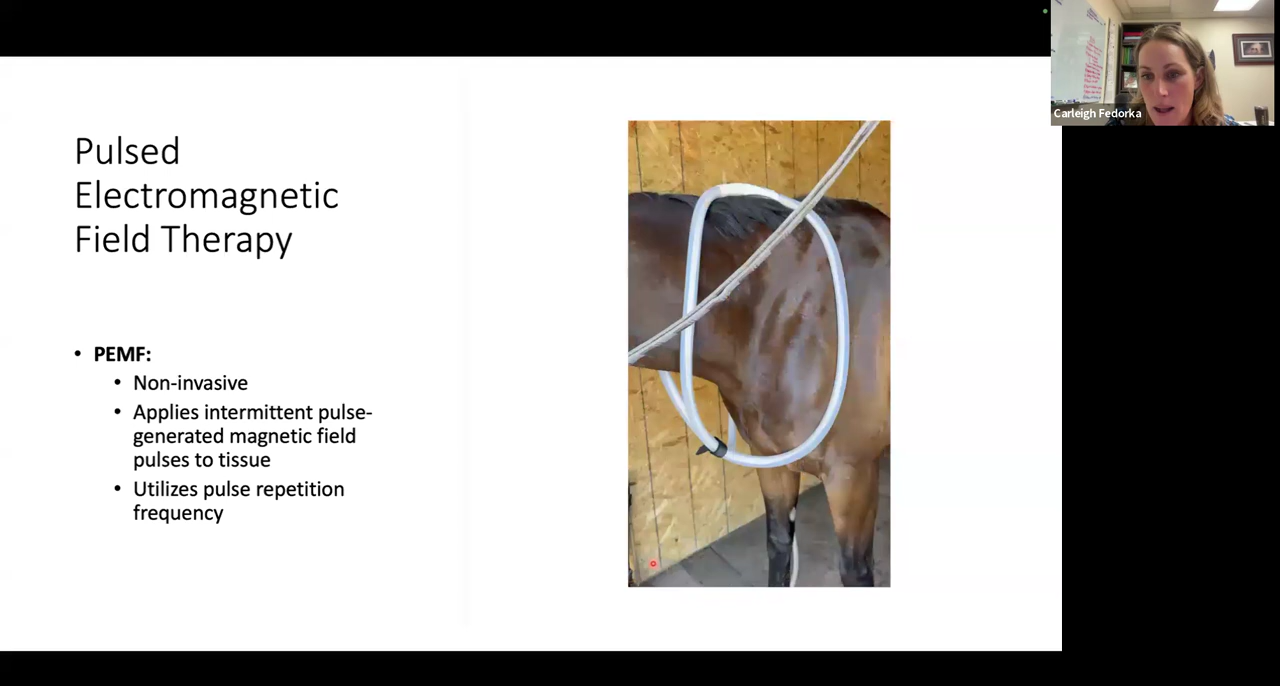 Carleigh Fedorka
Pulsed
Electromagnetic
Field Therapy
• PEMF:
• Non-invasive
• Applies intermittent pulse-
generated magnetic field
pulses to tissue
• Utilizes pulse repetition
frequency